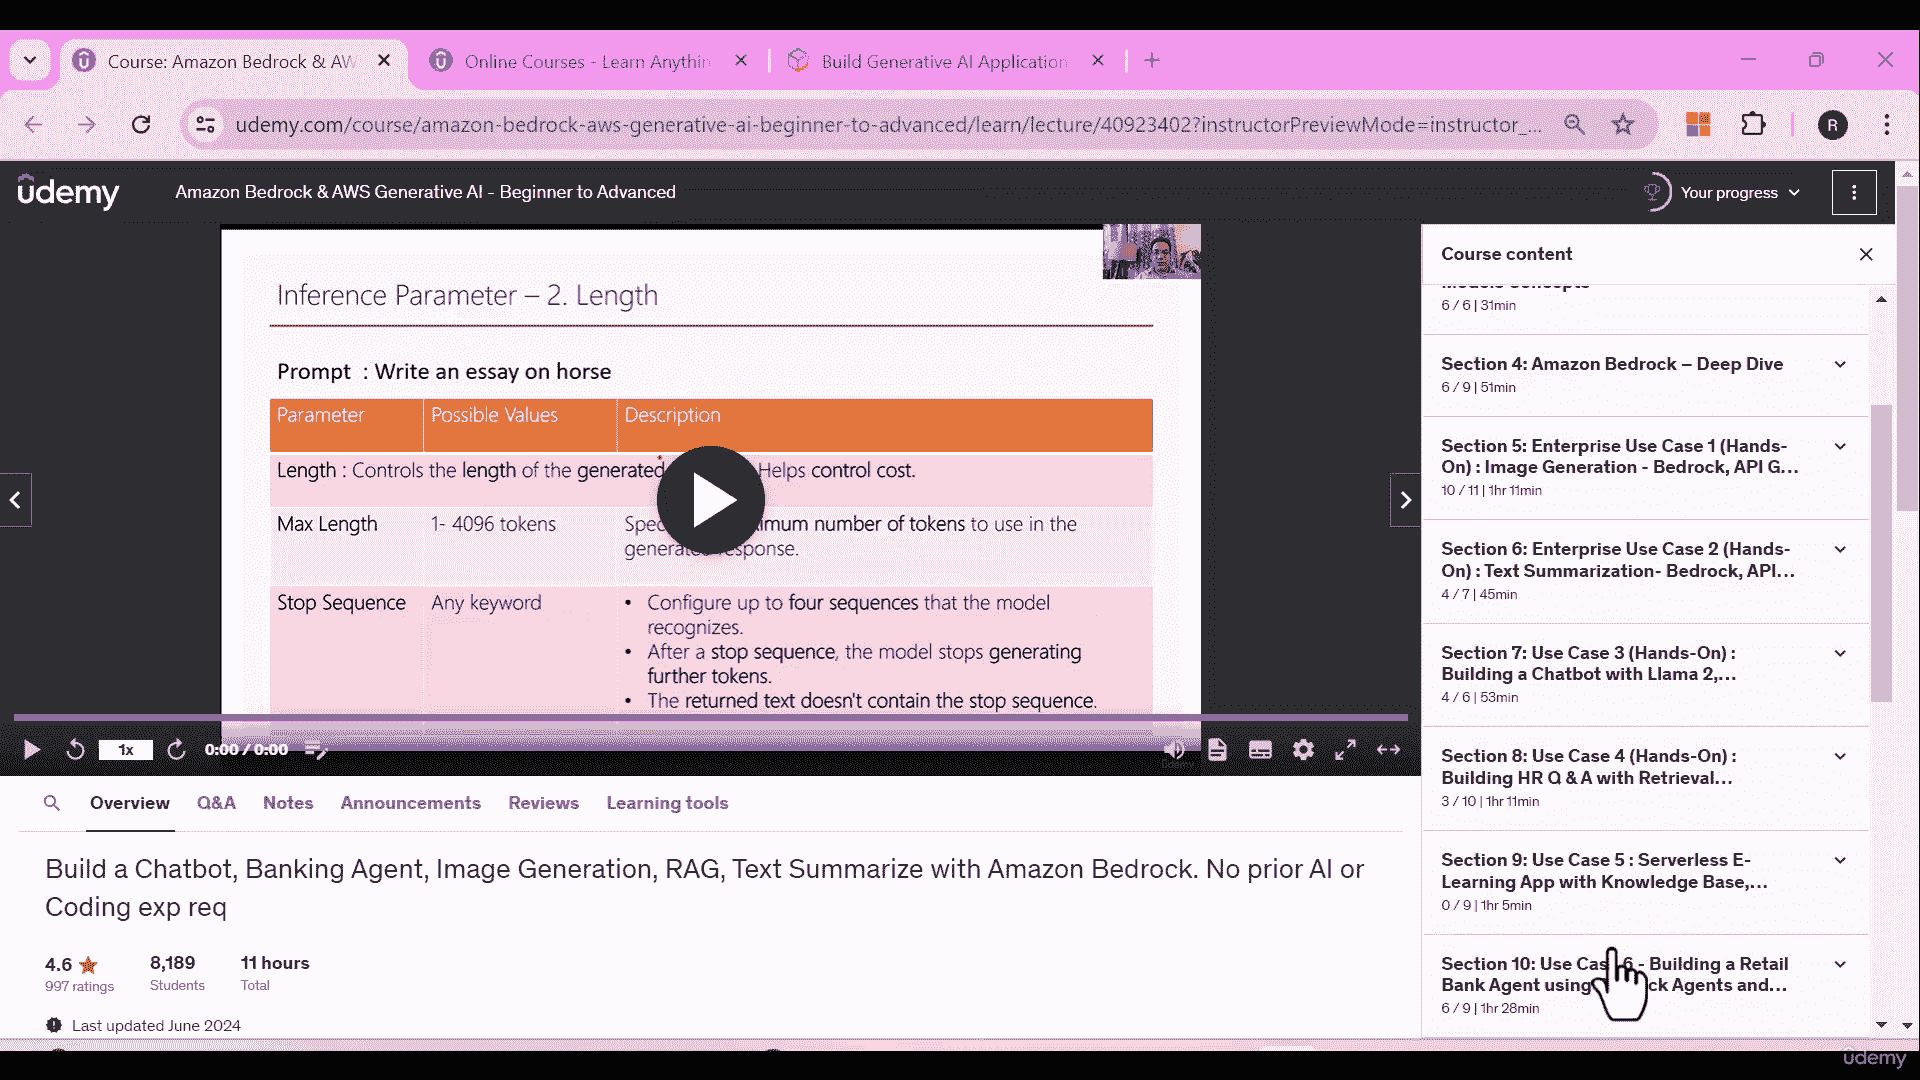 Course: Amazon Bedrock & AW
Online Courses - Learn Anythin
Build Generative AI Application
udemy.com/course/amazon-bedrock-aws-generative-ai-beginner-to-advanced/learn/lecture/40923402?instructorPreviewMode=instructor_...
R
udemy
Amazon Bedrock & AWS Generative AI - Beginner to Advanced
Your progress
Inference Parameter – 2. Length
Prompt : Write an essay on horse
Parameter Possible Values Description
Length : Controls the length of the generated Helps control cost.
Max Length 1- 4096 tokens number of tokens to use in the
response.
Stop Sequence Any keyword • Configure up to four sequences that the model
recognizes.
• After a stop sequence, the model stops generating
further tokens.
• The returned text doesn't contain the stop sequence.
1x
0:00 / 0:00
Udemy
Overview
Q&A
Notes
Announcements
Reviews
Learning tools
Build a Chatbot, Banking Agent, Image Generation, RAG, Text Summarize with Amazon Bedrock. No prior AI or
Coding exp req
4.6 8,189 11 hours
997 ratings Students Total
Last updated June 2024
Course content
6 / 6 | 31min
Section 4: Amazon Bedrock – Deep Dive
6 / 9 | 51min
Section 5: Enterprise Use Case 1 (Hands-
On) : Image Generation - Bedrock, API G...
10 / 11 | 1hr 11min
Section 6: Enterprise Use Case 2 (Hands-
On) : Text Summarization- Bedrock, API...
4 / 7 | 45min
Section 7: Use Case 3 (Hands-On) :
Building a Chatbot with Llama 2,...
4 / 6 | 53min
Section 8: Use Case 4 (Hands-On) :
Building HR Q & A with Retrieval...
3 / 10 | 1hr 11min
Section 9: Use Case 5 : Serverless E-
Learning App with Knowledge Base,...
0 / 9 | 1hr 5min
Section 10: Use 6 - Building a Retail
Bank Agent using Agents and...
6 / 9 | 1hr 28min
udemy